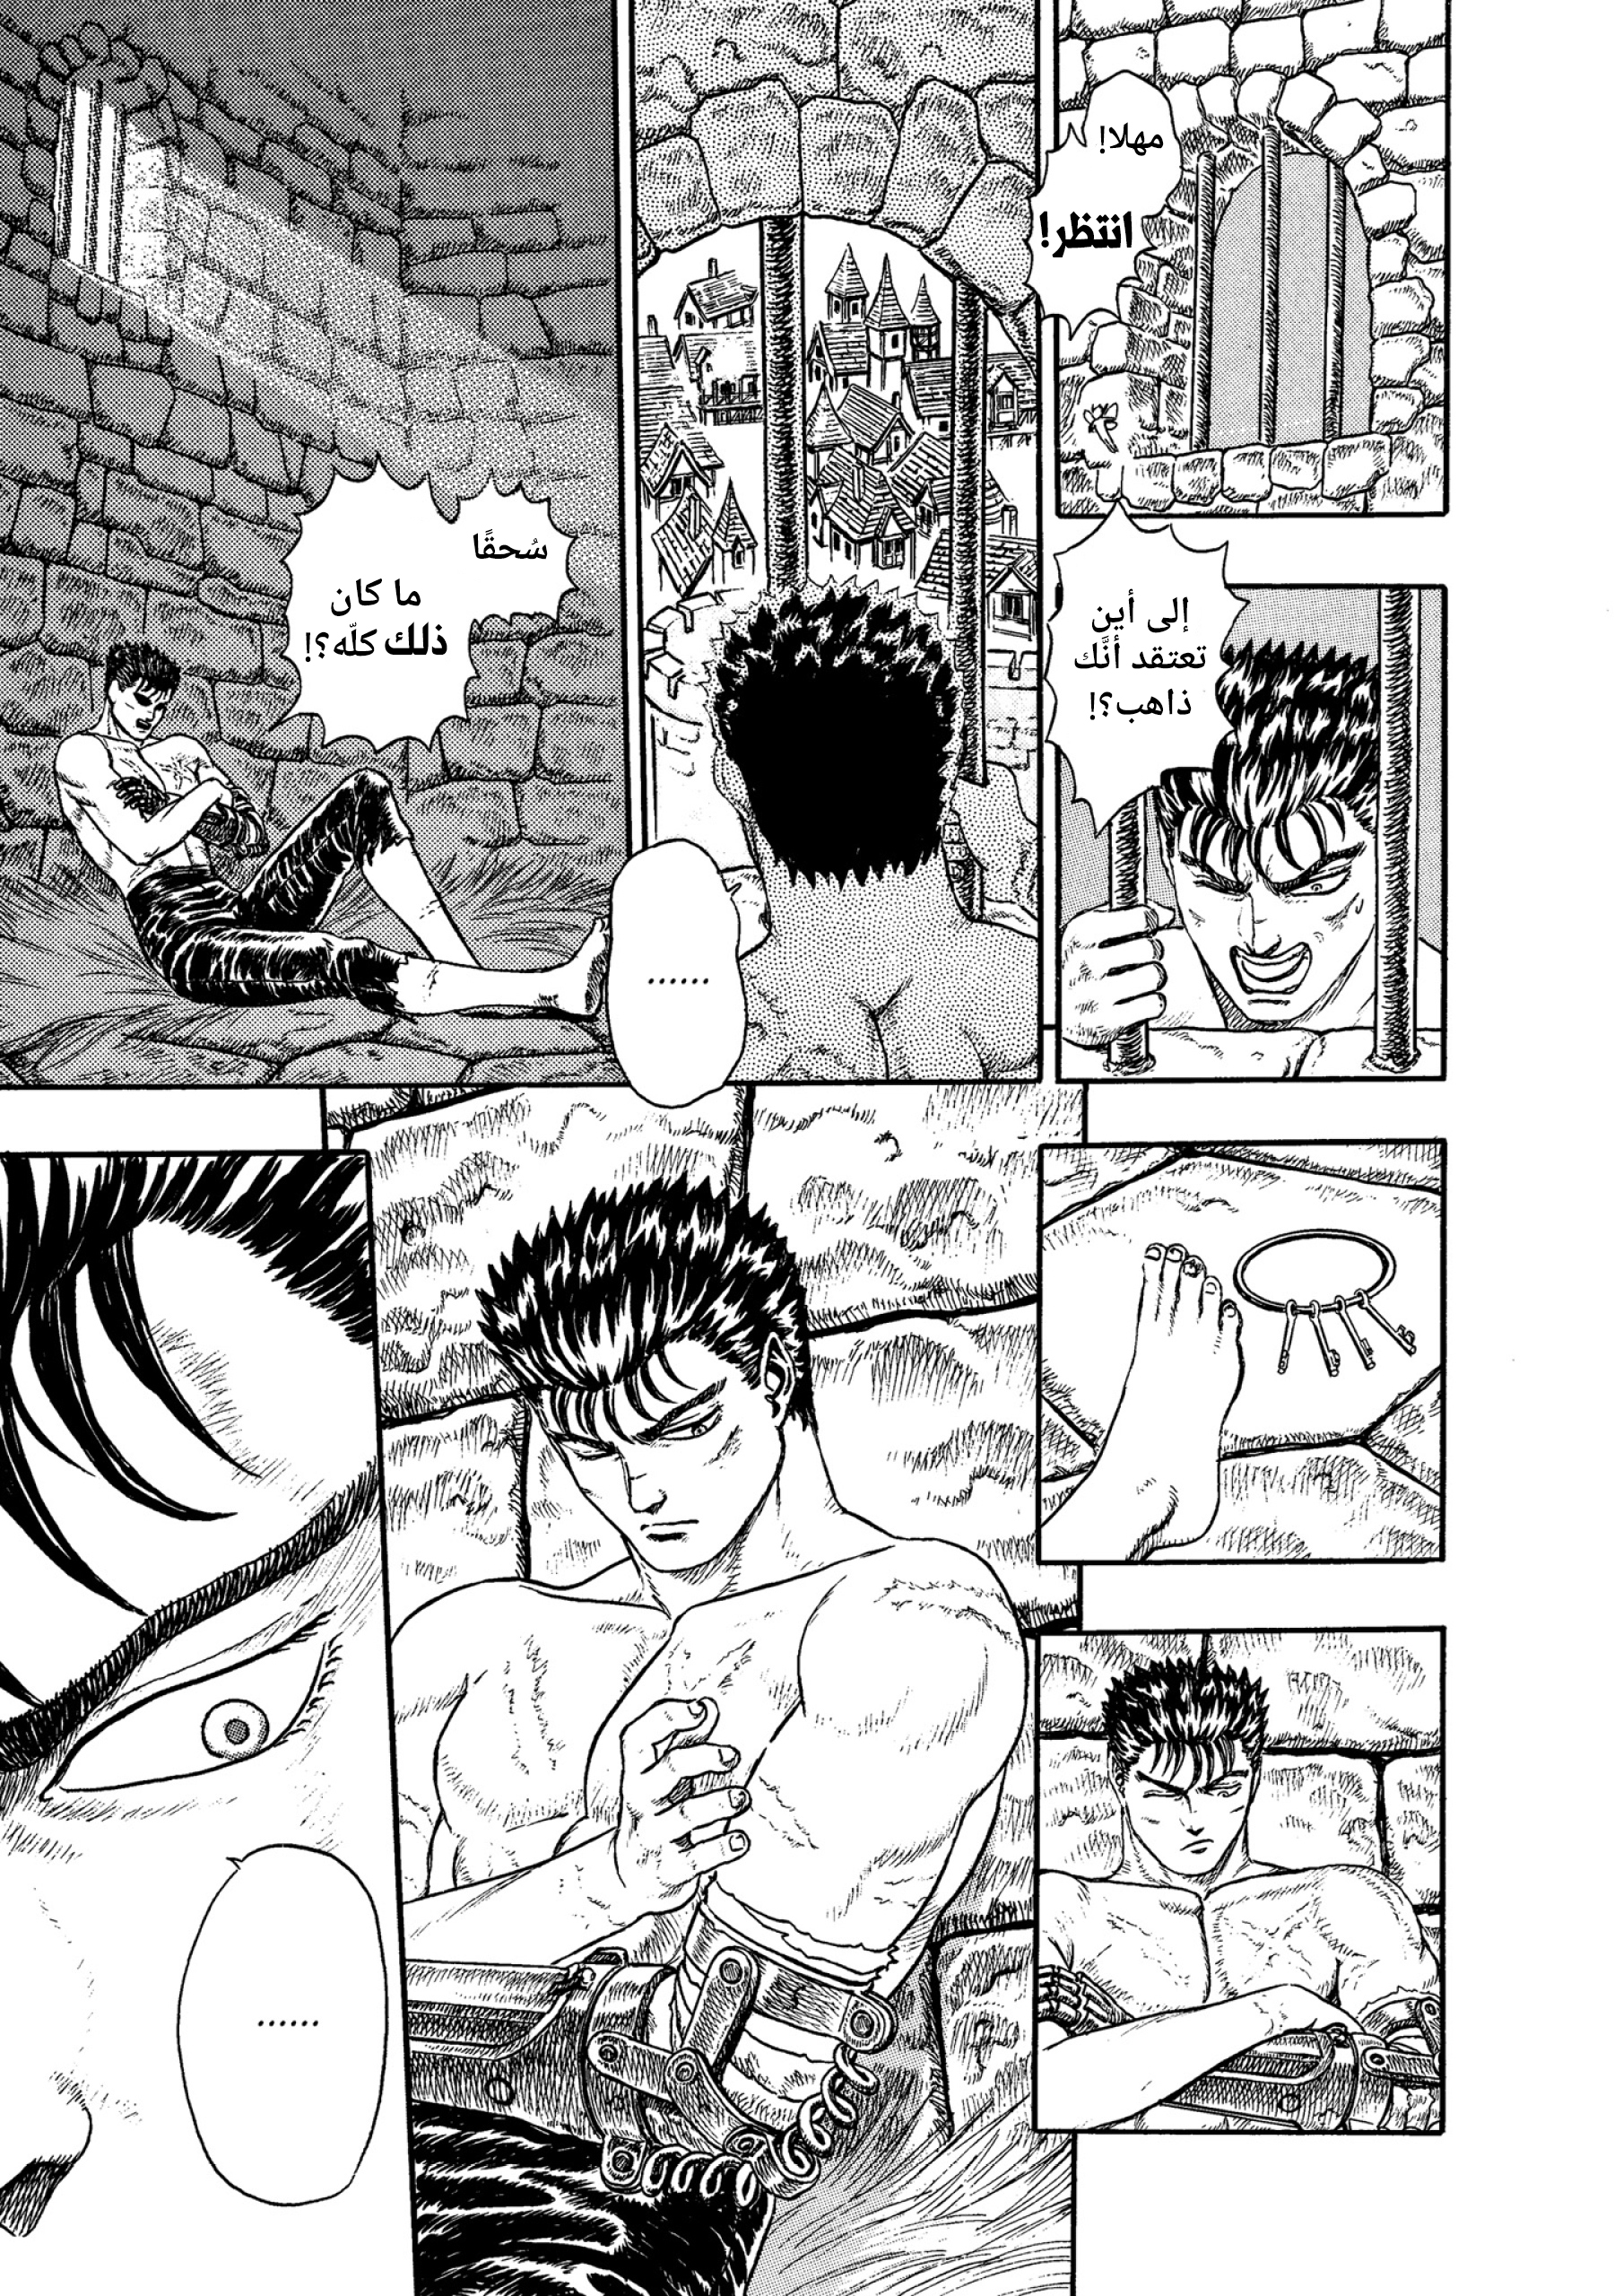 مهلا!
انتظر!
إلى أين
تعتقد أنَّك
ذاهب؟!
......
سُحقًا
ما كان
ذلك كلّه؟!
......